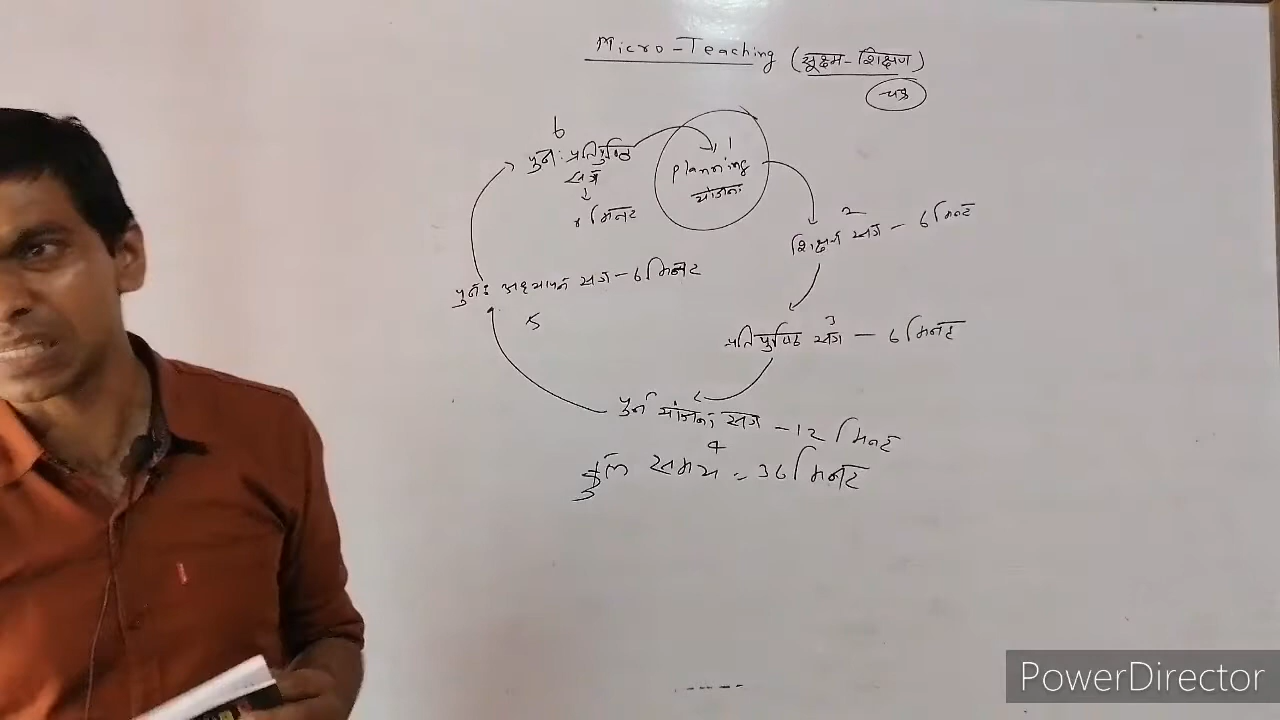 Micro-Teaching (सूक्ष्म-शिक्षण)
चक्र
1
planning
योजना
2
शिक्षण सत्र - 6 मिनट
3
प्रतिपुष्टि सत्र - 6 मिनट
पुर्न योजना सत्र - 12 मिनट
4
पुनः अध्यापन सत्र - 6 मिनट
5
6
पुनः प्रतिपुष्टि
सत्र
मिनट
कुल समय = 36 मिनट
PowerDirector